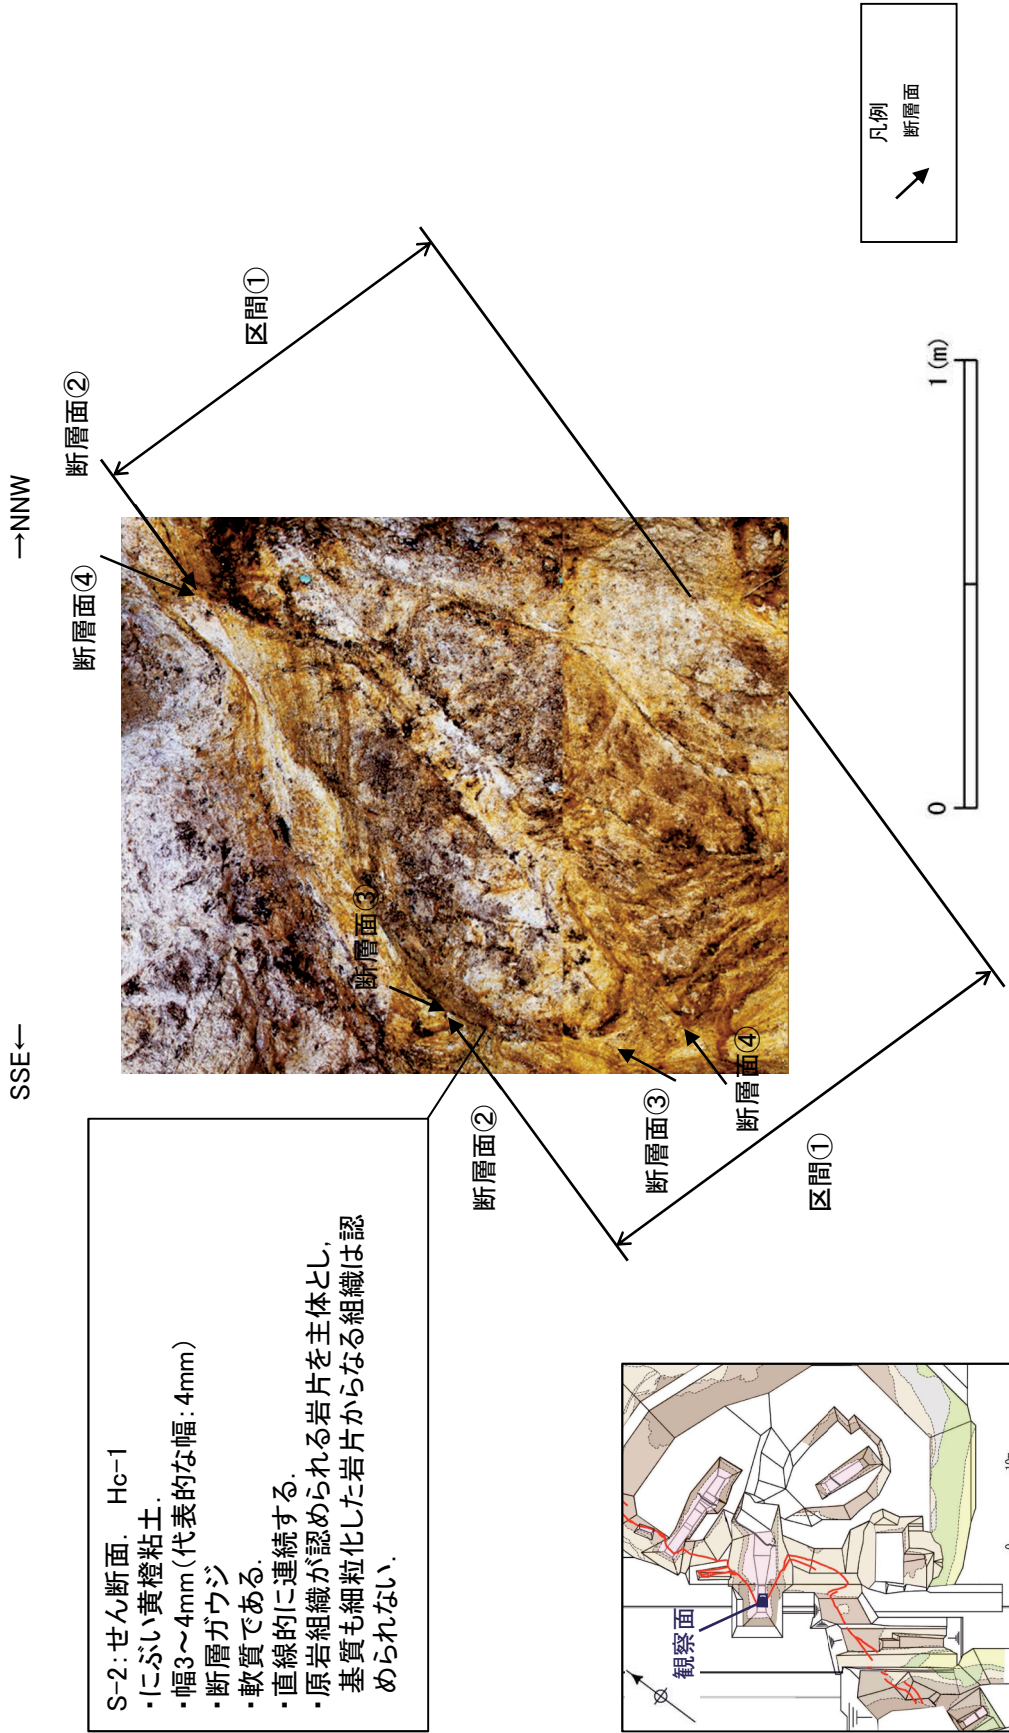 SSE←
→NNW
S-2:せん断面. Hc-1
・にぶい黄橙粘土.
・幅3～4mm(代表的な幅:4mm)
・断層ガウジ
・軟質である.
・直線的に連続する.
・原岩組織が認められる岩片を主体とし,
基質も細粒化した岩片からなる組織は認
められない.
断層面④
断層面②
区間①
断層面③
断層面②
断層面③
断層面④
区間①
観察面
0
1 (m)
凡例
断層面